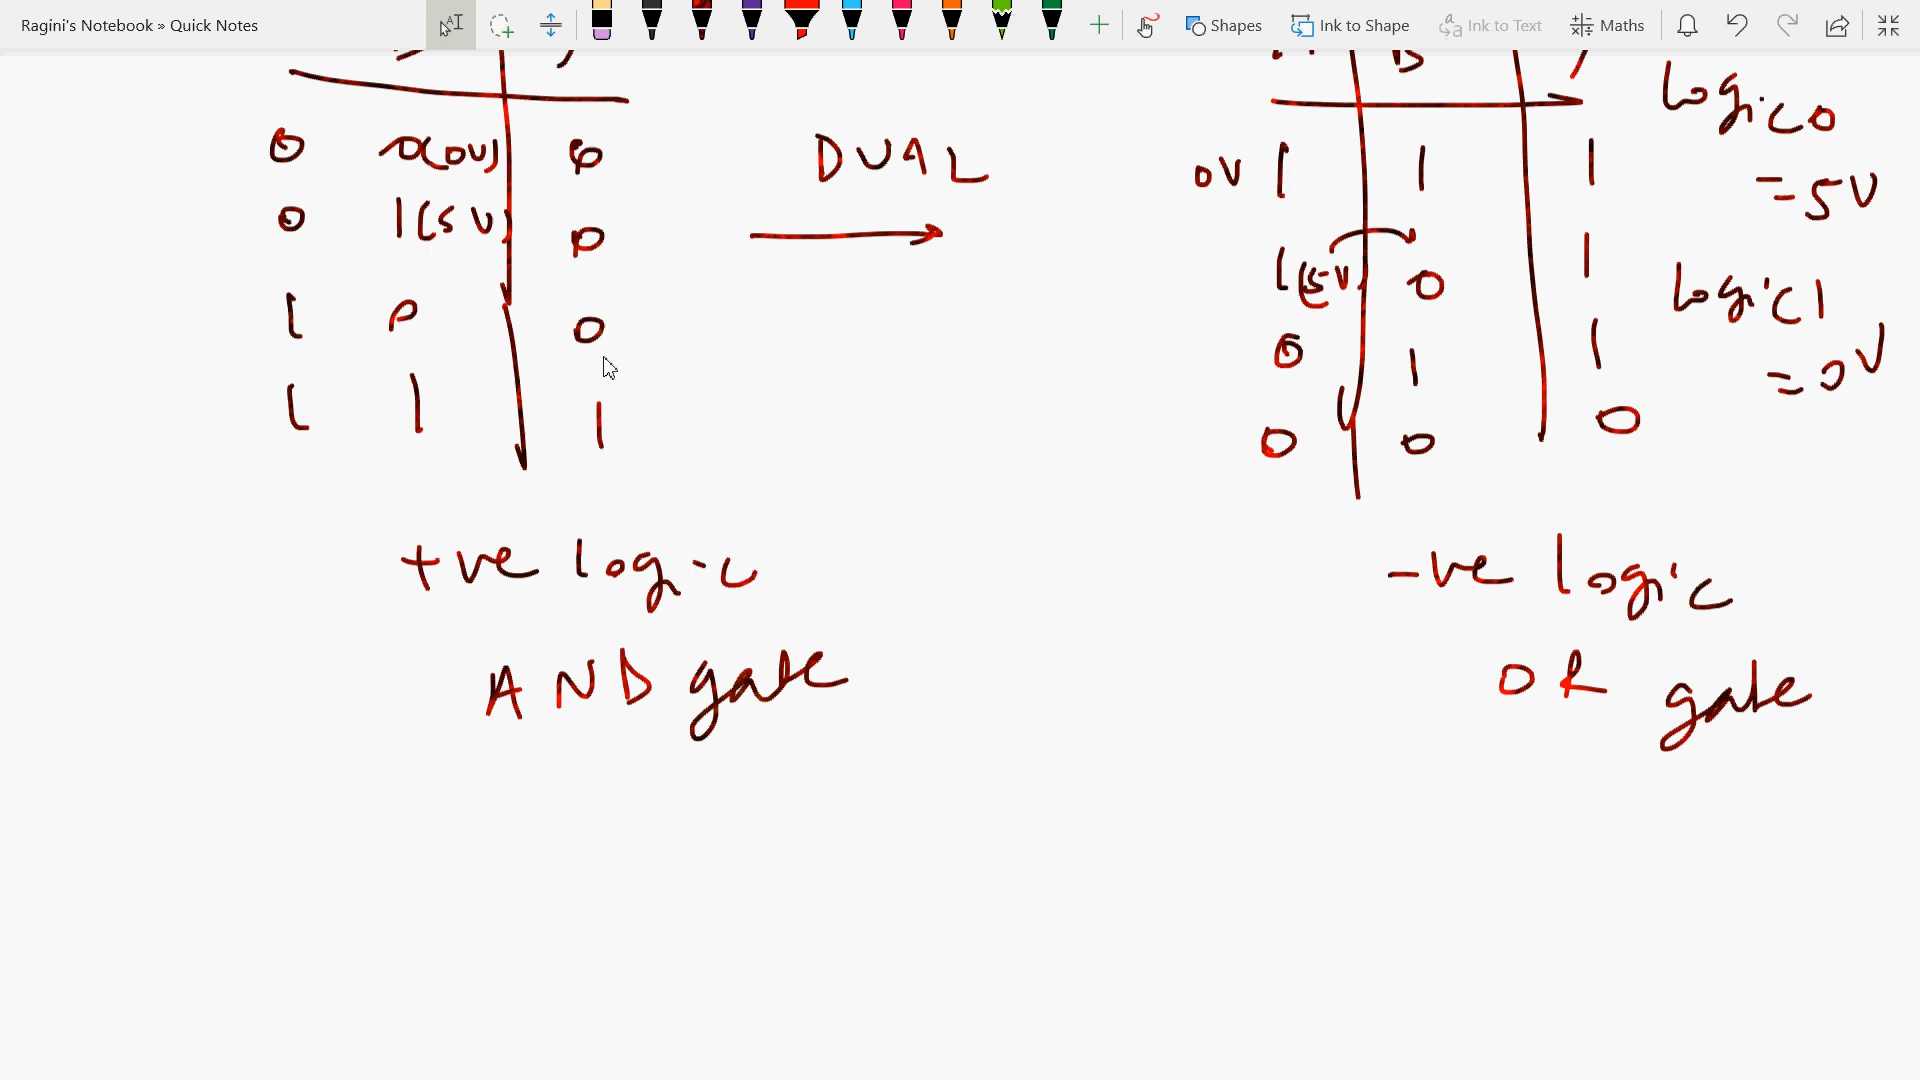 Ragini's Notebook » Quick Notes
Shapes
Ink to Shape
Ink to Text
Maths
A B Y
0 0(0V) 0
0 1(5V) 0
1 0 0
1 1 1
+ve logic
AND gate
DUAL
0V 1 1 1
1(5V) 0 1
0 1 1
0 0 0
-ve logic
OR gate
logic 0
= 5V
logic 1
= 0V